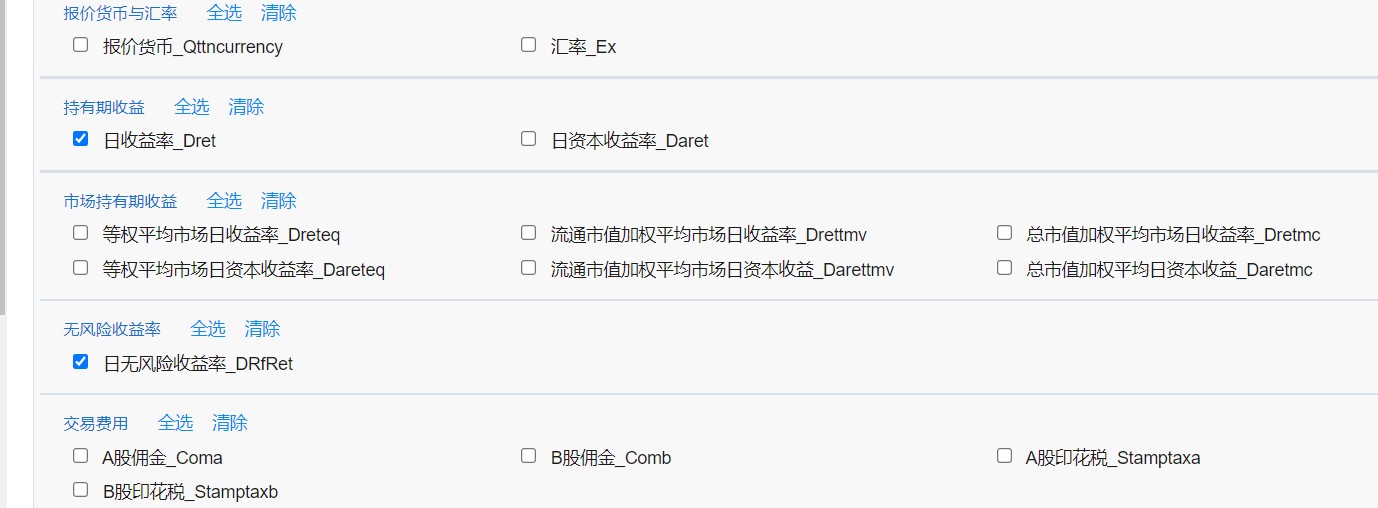 报价货币与汇率 全选 清除
报价货币_Qttncurrency 汇率_Ex
持有期收益 全选 清除
日收益率_Dret 日资本收益率_Daret
市场持有期收益 全选 清除
等权平均市场日收益率_Dreteq 流通市值加权平均市场日收益率_Drettmv 总市值加权平均市场日收益率_Dretmc
等权平均市场日资本收益率_Dareteq 流通市值加权平均市场日资本收益_Darettmv 总市值加权平均日资本收益_Daretmc
无风险收益率 全选 清除
日无风险收益率_DRfRet
交易费用 全选 清除
A股佣金_Coma B股佣金_Comb A股印花税_Stamptaxa
B股印花税_Stamptaxb